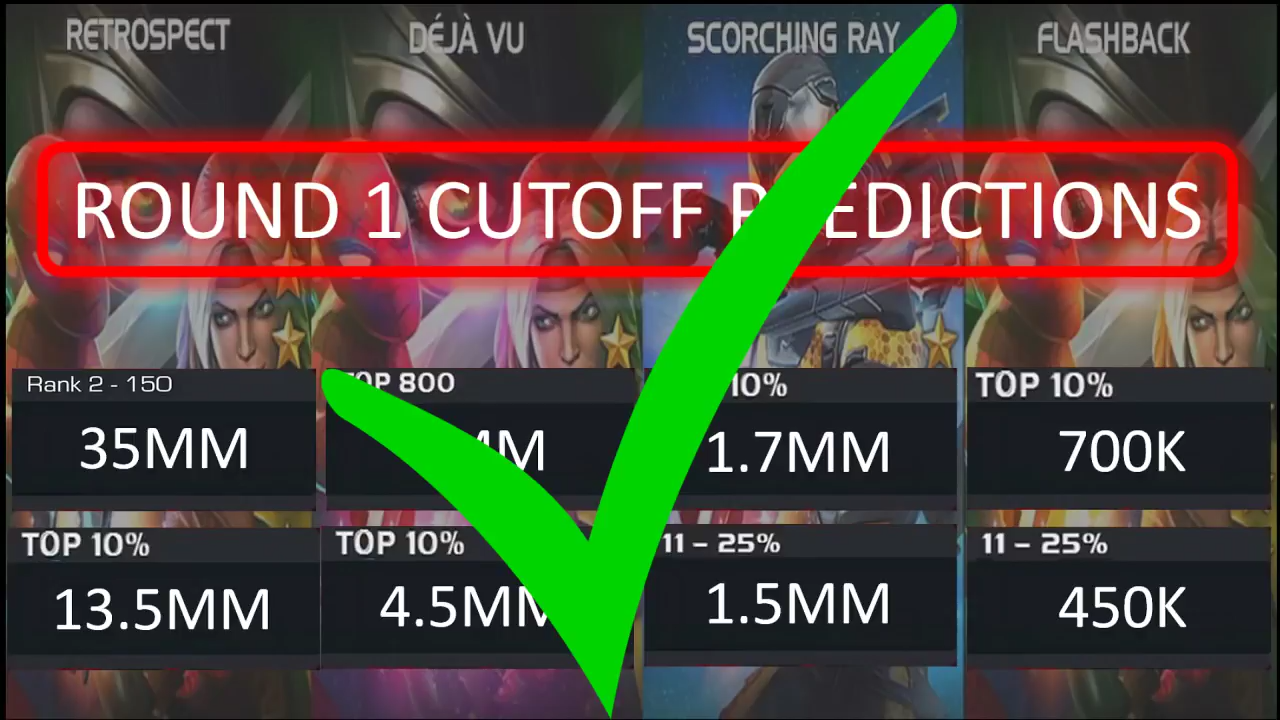 RETROSPECT
DÉJÀ VU
SCORCHING RAY
FLASHBACK
ROUND 1 CUTOFF PREDICTIONS
Rank 2 - 150
35MM
TOP 10%
13.5MM
TOP 800
TOP 10%
4.5MM
10%
1.7MM
11 – 25%
1.5MM
TOP 10%
700K
11 – 25%
450K